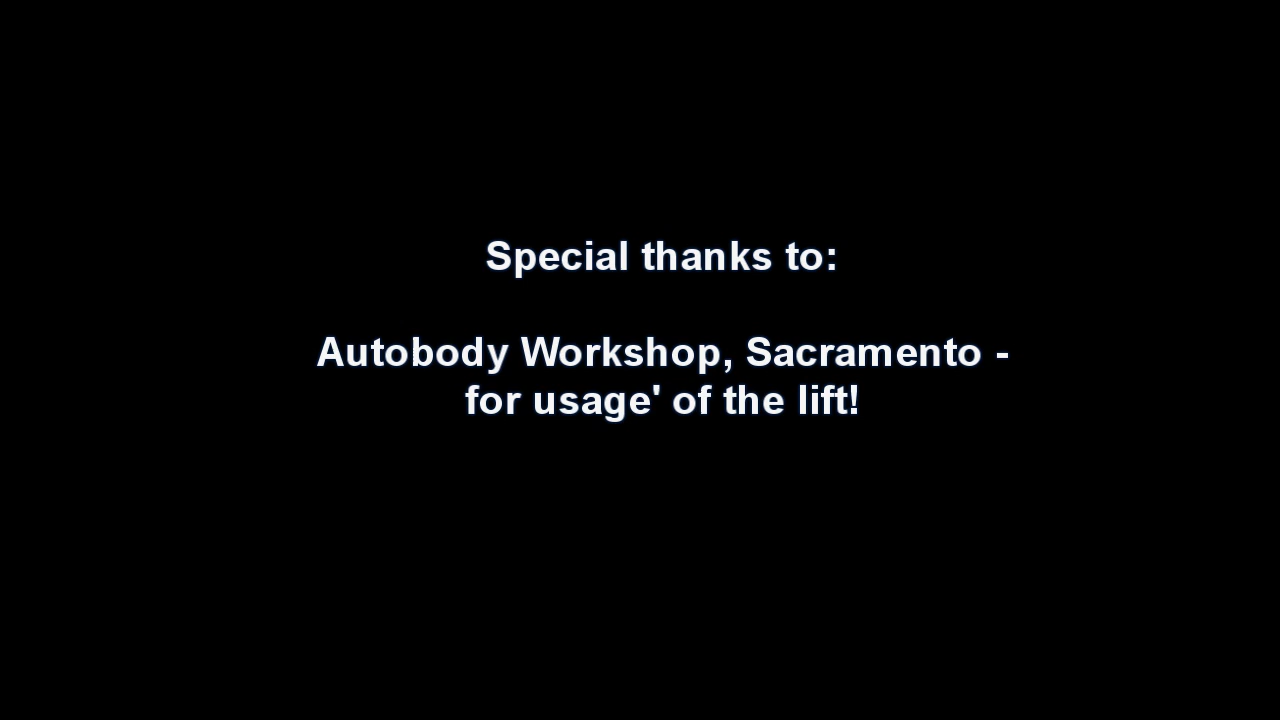 Special thanks to:
Autobody Workshop, Sacramento -
for usage' of the lift!